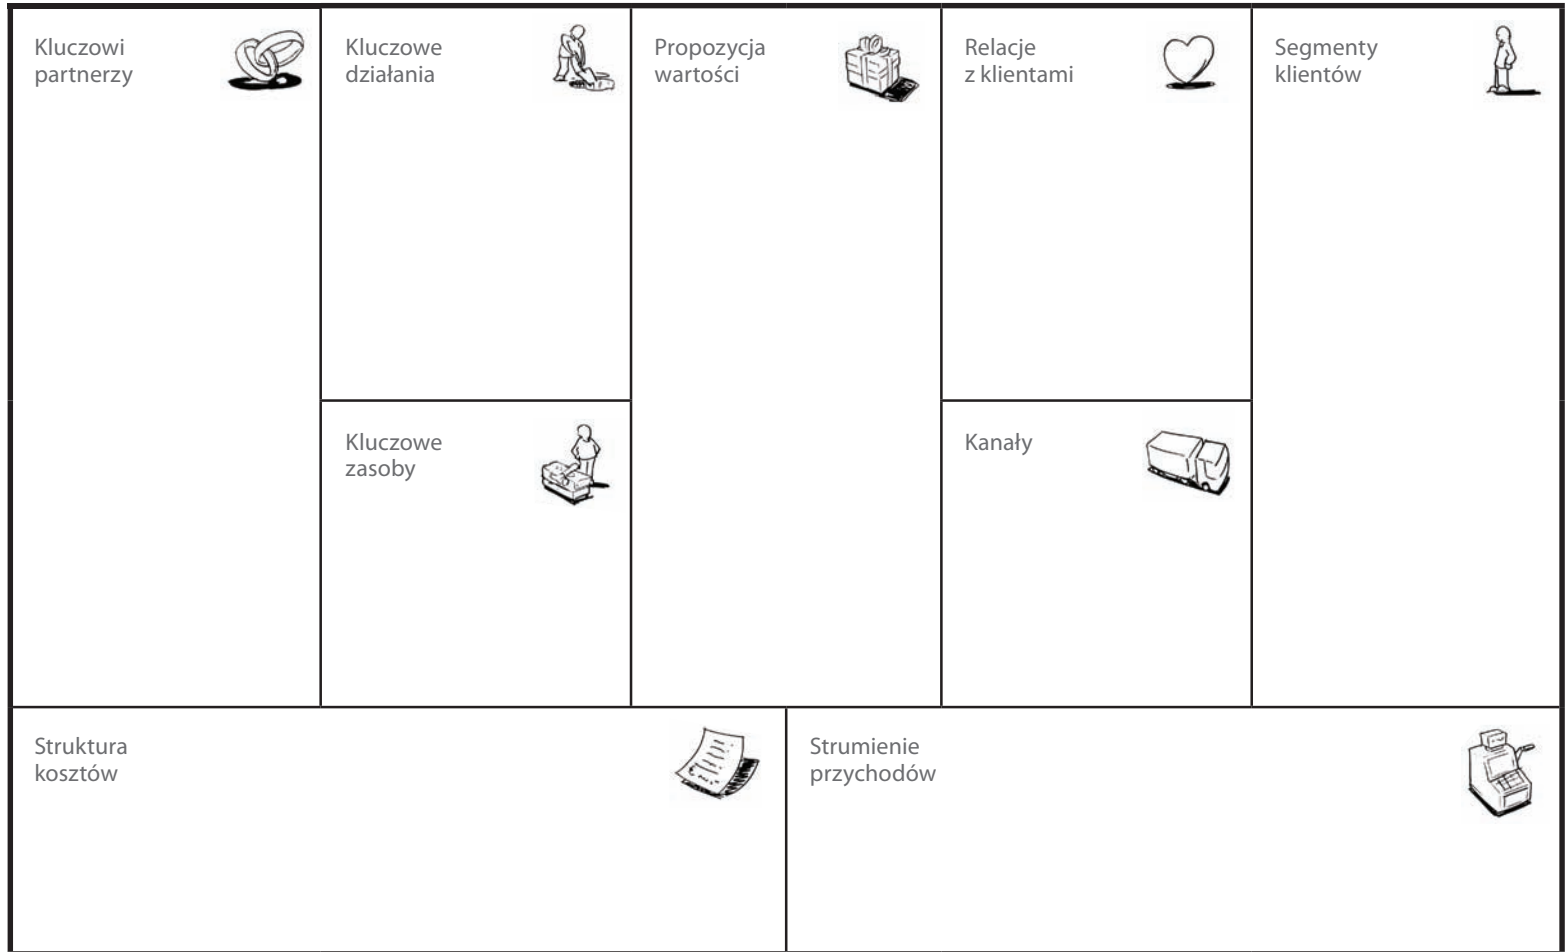 Kluczowi
partnerzy
Kluczowe
działania
Propozycja
wartości
Relacje
z klientami
Segmenty
klientów
Kluczowe
zasoby
Kanały
Struktura
kosztów
Strumienie
przychodów